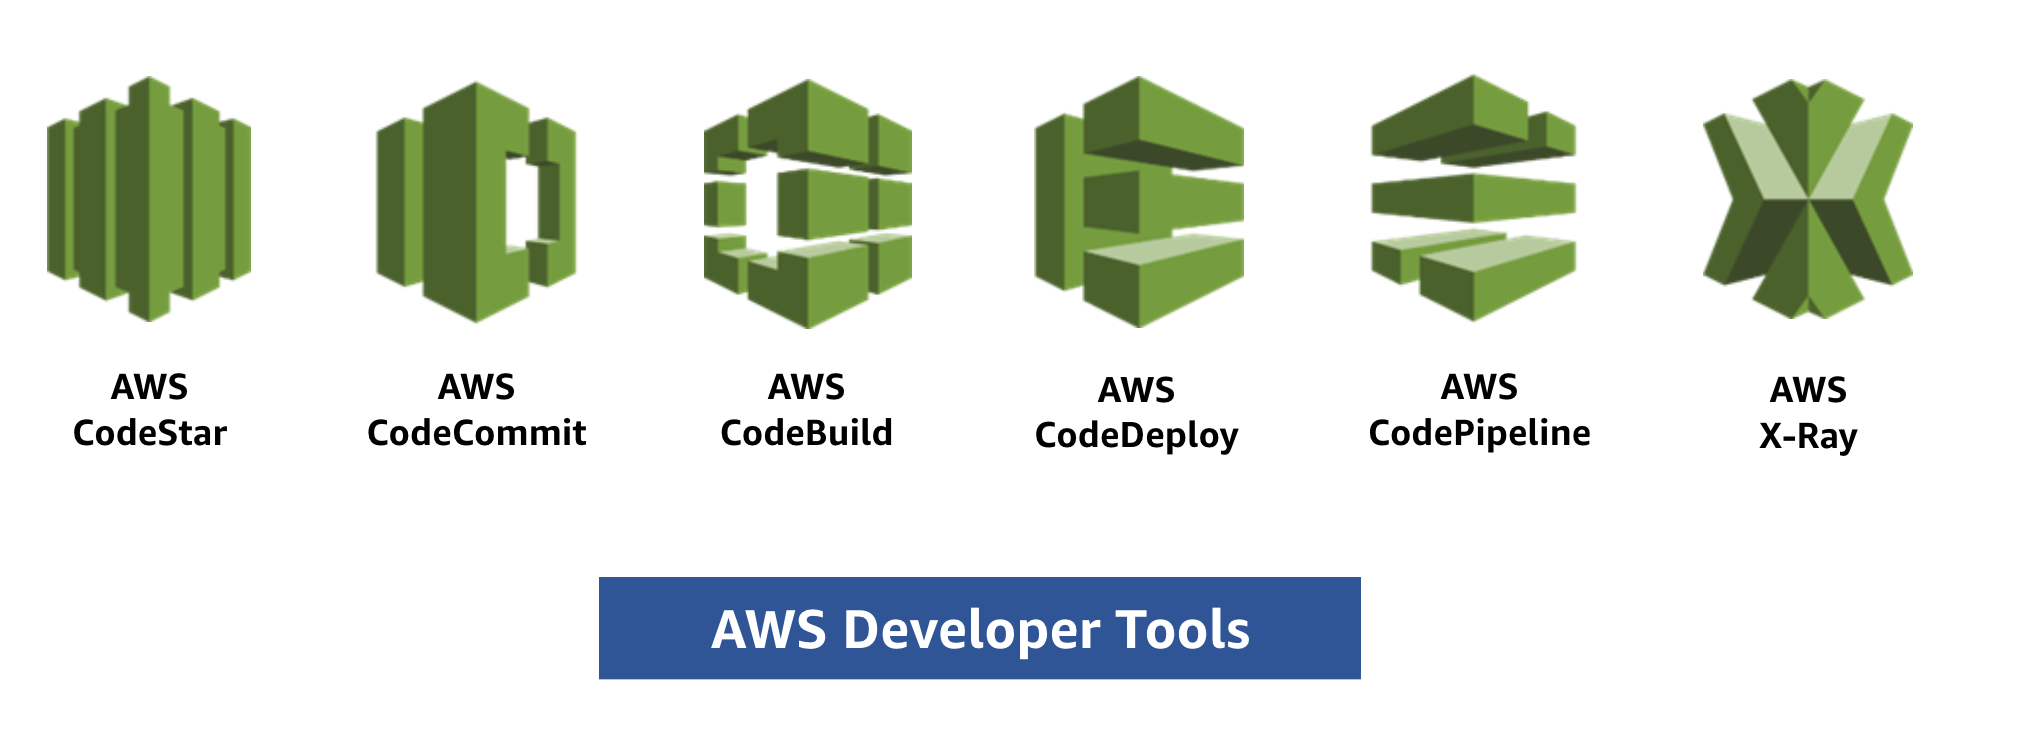 AWS
CodeStar
AWS
CodeCommit
AWS
CodeBuild
AWS
CodeDeploy
AWS
CodePipeline
AWS
X-Ray
AWS Developer Tools